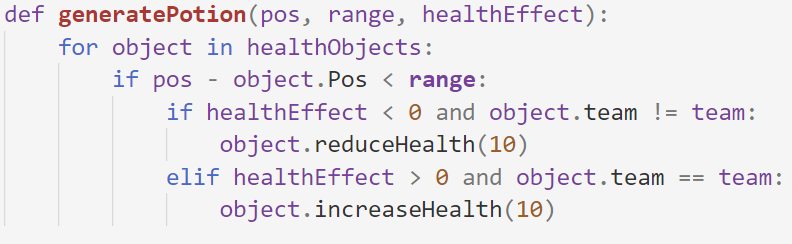 def generatePotion(pos, range, healthEffect):
    for object in healthObjects:
        if pos - object.Pos < range:
            if healthEffect < 0 and object.team != team:
                object.reduceHealth(10)
            elif healthEffect > 0 and object.team == team:
                object.increaseHealth(10)